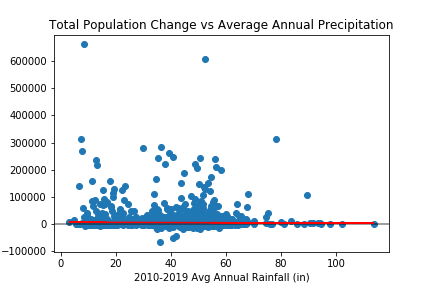 Total Population Change vs Average Annual Precipitation
600000
500000
400000
300000
200000
100000
0
−100000
0 20 40 60 80 100
2010-2019 Avg Annual Rainfall (in)